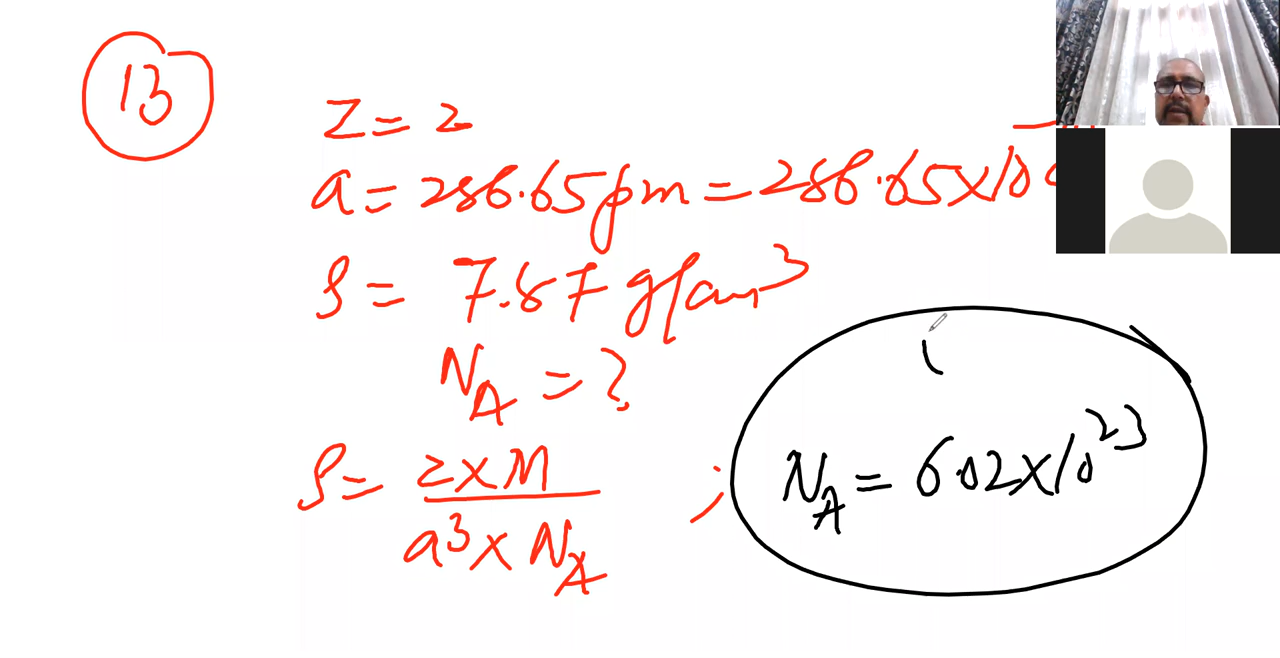 13
Z = 2
a = 286.65 pm = 286.65 × 10
ρ = 7.87 g/cm³
N_A = ?
ρ = Z × M / a³ × N_A ;
N_A = 6.02 × 10²³